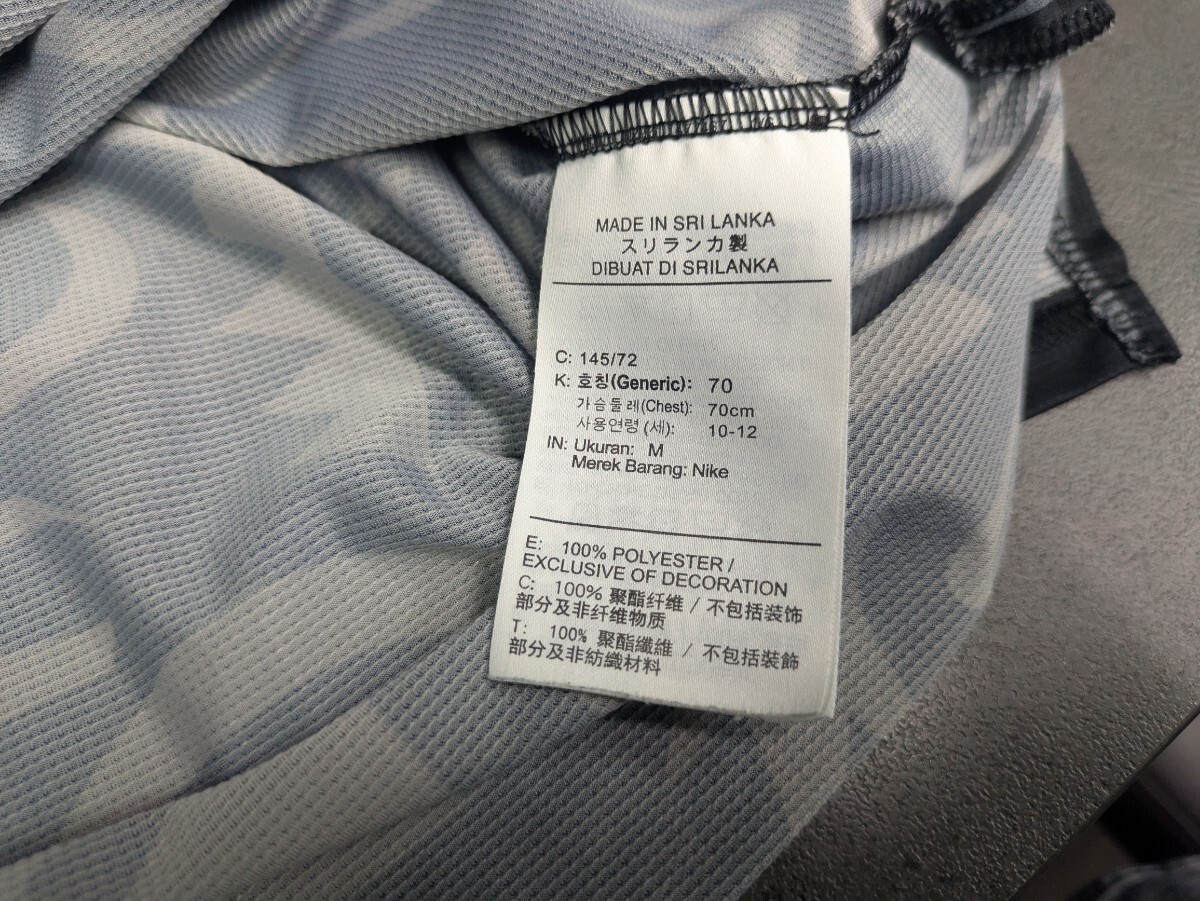 MADE IN SRI LANKA
スリランカ製
DIBUAT DI SRILANKA
C: 145/72
K: 호칭(Generic): 70
가슴둘레(Chest): 70cm
사용연령 (세): 10-12
IN: Ukuran: M
Merek Barang: Nike
E: 100% POLYESTER /
EXCLUSIVE OF DECORATION
C: 100% 聚酯纤维 / 不包括装饰
部分及非纤维物质
T: 100% 聚酯纖維 / 不包括裝飾
部分及非紡織材料